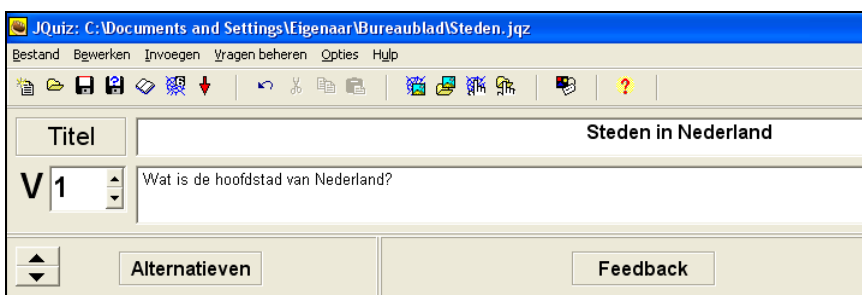 JQuiz: C:\Documents and Settings\Eigenaar\Bureaublad\Steden.jqz
Bestand Bewerken Invoegen Vragen beheren Opties Hulp
Titel Steden in Nederland
V 1 Wat is de hoofdstad van Nederland?
Alternatieven Feedback